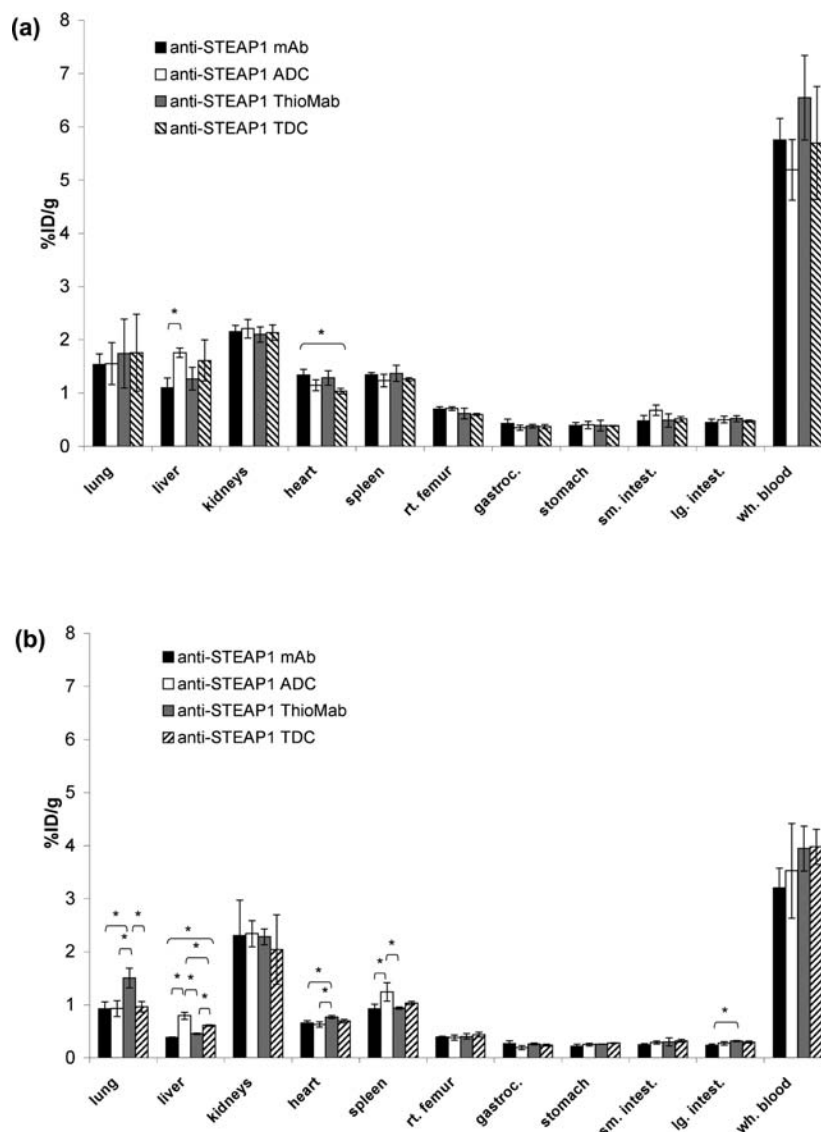 (a)
8
7
6
5
4
3
2
1
0
%ID/g
anti-STEAP1 mAb
anti-STEAP1 ADC
anti-STEAP1 ThioMab
anti-STEAP1 TDC
*
*
lung
liver
kidneys
heart
spleen
rt. femur
gastroc.
stomach
sm. intest.
lg. intest.
wh. blood
(b)
8
7
6
5
4
3
2
1
0
%ID/g
anti-STEAP1 mAb
anti-STEAP1 ADC
anti-STEAP1 ThioMab
anti-STEAP1 TDC
* *
*
*
*
* *
*
*
*
*
*
*
lung
liver
kidneys
heart
spleen
rt. femur
gastroc.
stomach
sm. intest.
lg. intest.
wh. blood